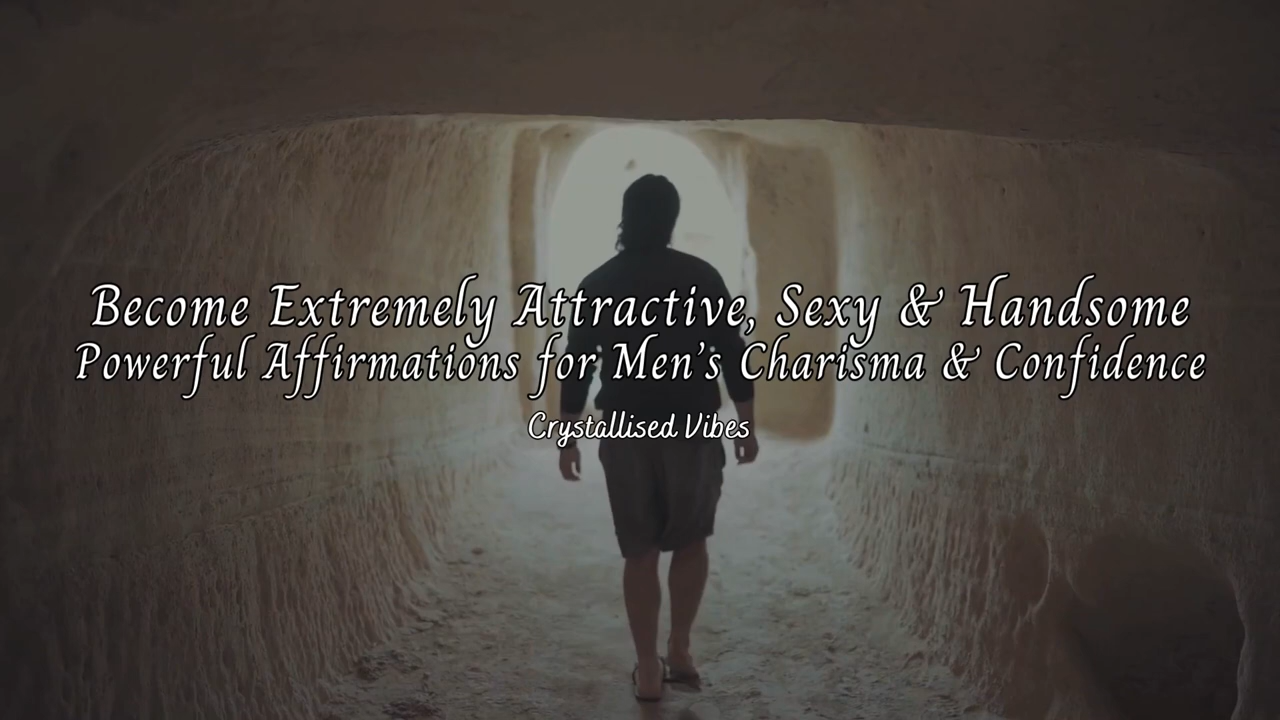 Become Extremely Attractive, Sexy & Handsome
Powerful Affirmations for Men's Charisma & Confidence
Crystallised Vibes